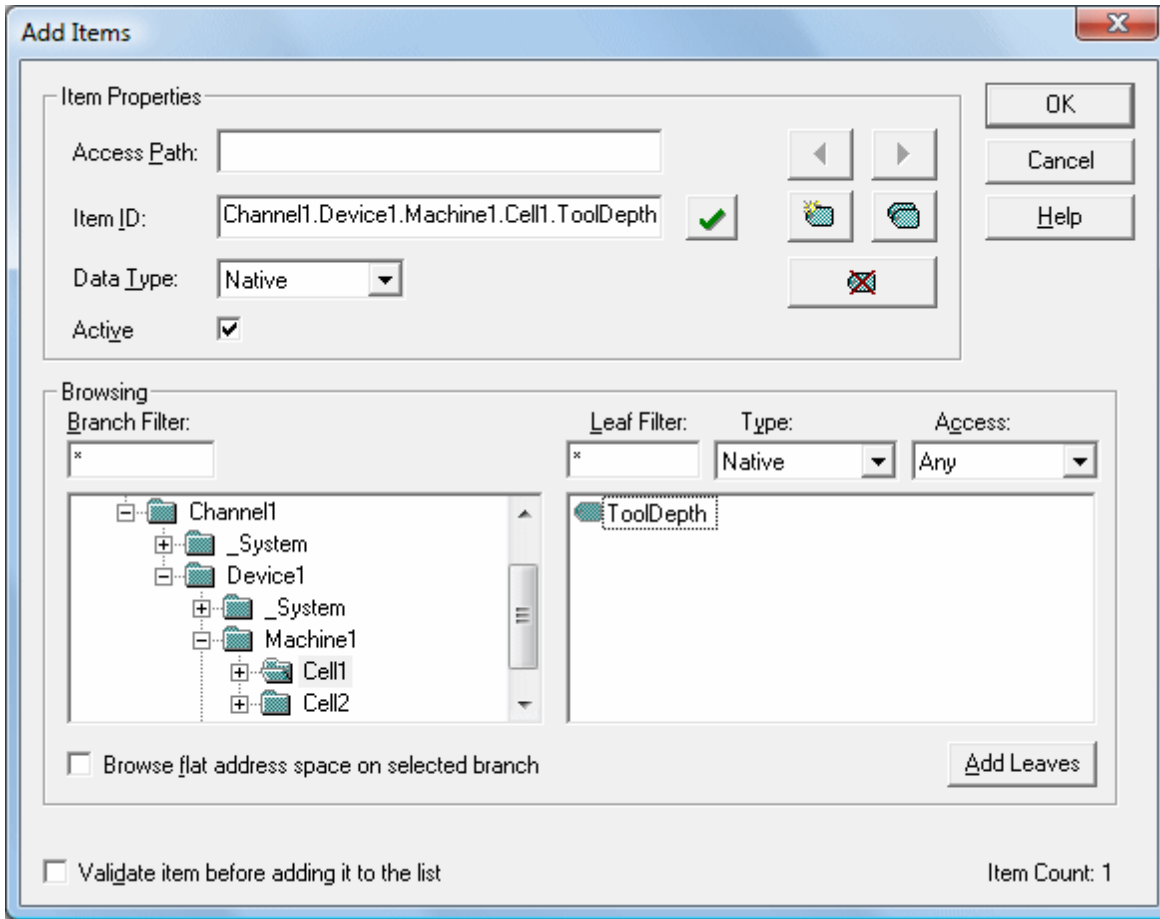 Add Items
Item Properties
Access Path:
OK
Cancel
Item ID: Channel1.Device1.Machine1.Cell1.ToolDepth
Help
Data Type: Native
Active
Browsing
Branch Filter: Leaf Filter: Type: Access:
* * Native Any
Channel1 ToolDepth
_System
Device1
_System
Machine1
Cell1
Cell2
Browse flat address space on selected branch Add Leaves
Validate item before adding it to the list Item Count: 1